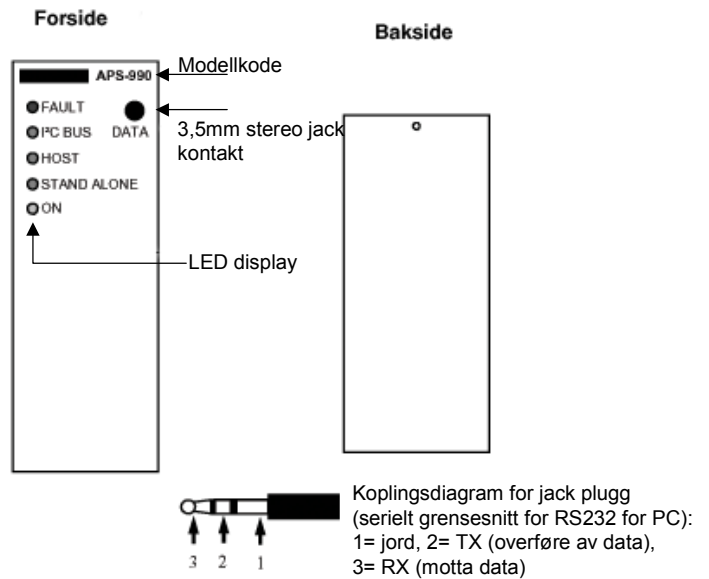 Forside
Bakside
APS-990
Modellkode
FAULT
I²C BUS
DATA
3,5mm stereo jack
kontakt
HOST
STAND ALONE
ON
LED display
Koplingsdiagram for jack plugg
(serielt grensesnitt for RS232 for PC):
1= jord, 2= TX (overføre av data),
3= RX (motta data)
3 2 1